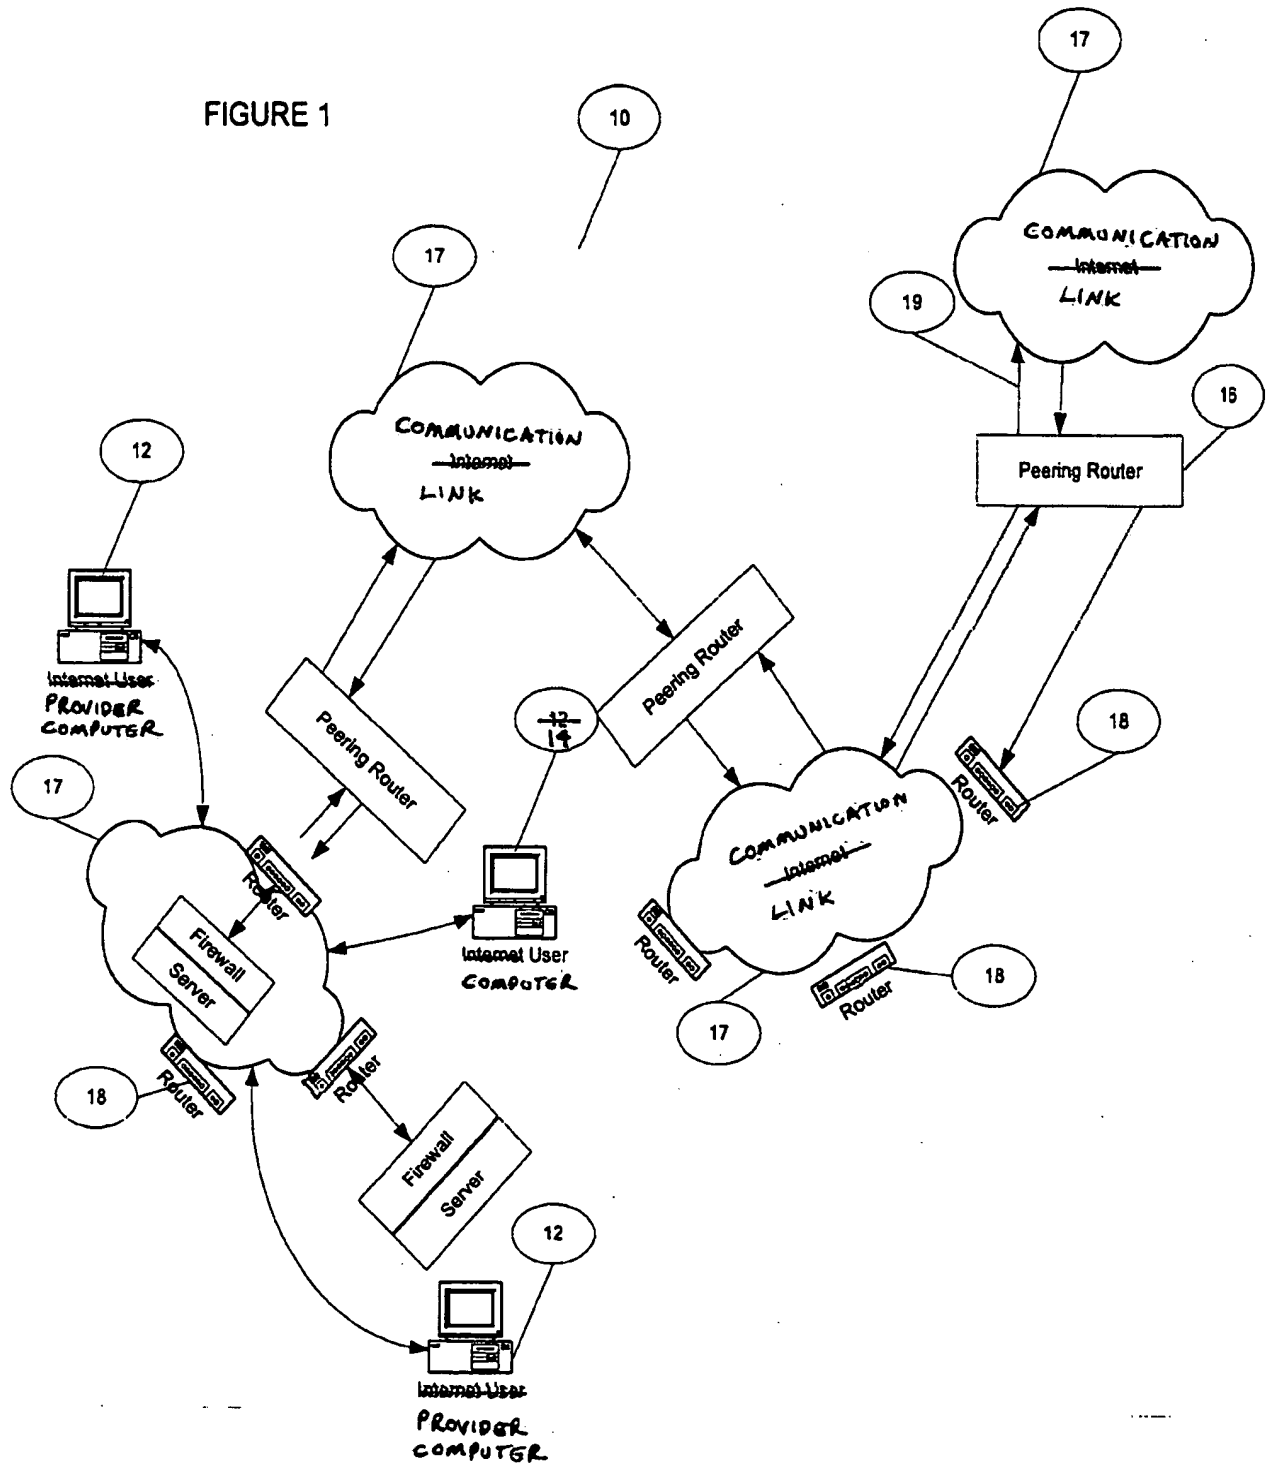 FIGURE 1
10
17
COMMUNICATION
Internet
LINK
17
COMMUNICATION
Internet
LINK
19
16
Peering Router
12
Internet User
PROVIDER
COMPUTER
17
Peering Router
Peering Router
12
14
Internet User
COMPUTER
COMMUNICATION
Internet
LINK
18
Router
Router
Router
18
17
Router
Firewall
Server
Router
18
Router
Firewall
Server
12
Internet User
PROVIDER
COMPUTER